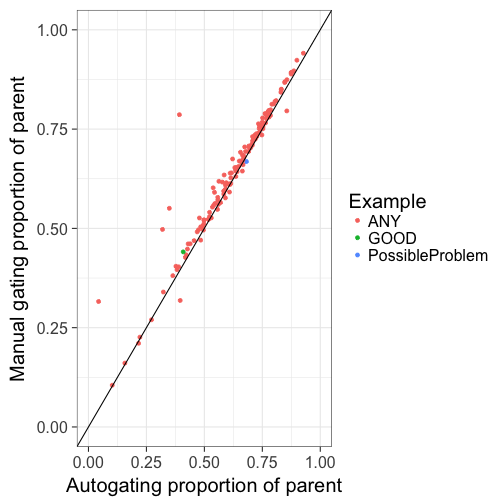 Manual gating proportion of parent
1.00
0.75
0.50
0.25
0.00
0.00 0.25 0.50 0.75 1.00
Autogating proportion of parent
Example
ANY
GOOD
PossibleProblem